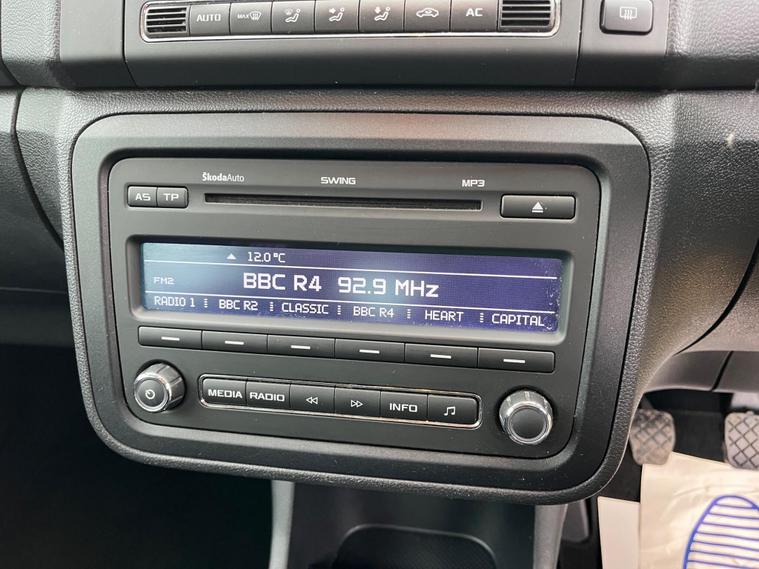 AUTO MAX AC
ŠkodaAuto SWING MP3
AS TP
12.0 °C
FM2 BBC R4 92.9 MHz
RADIO 1 BBC R2 CLASSIC BBC R4 HEART CAPITAL
MEDIA RADIO INFO